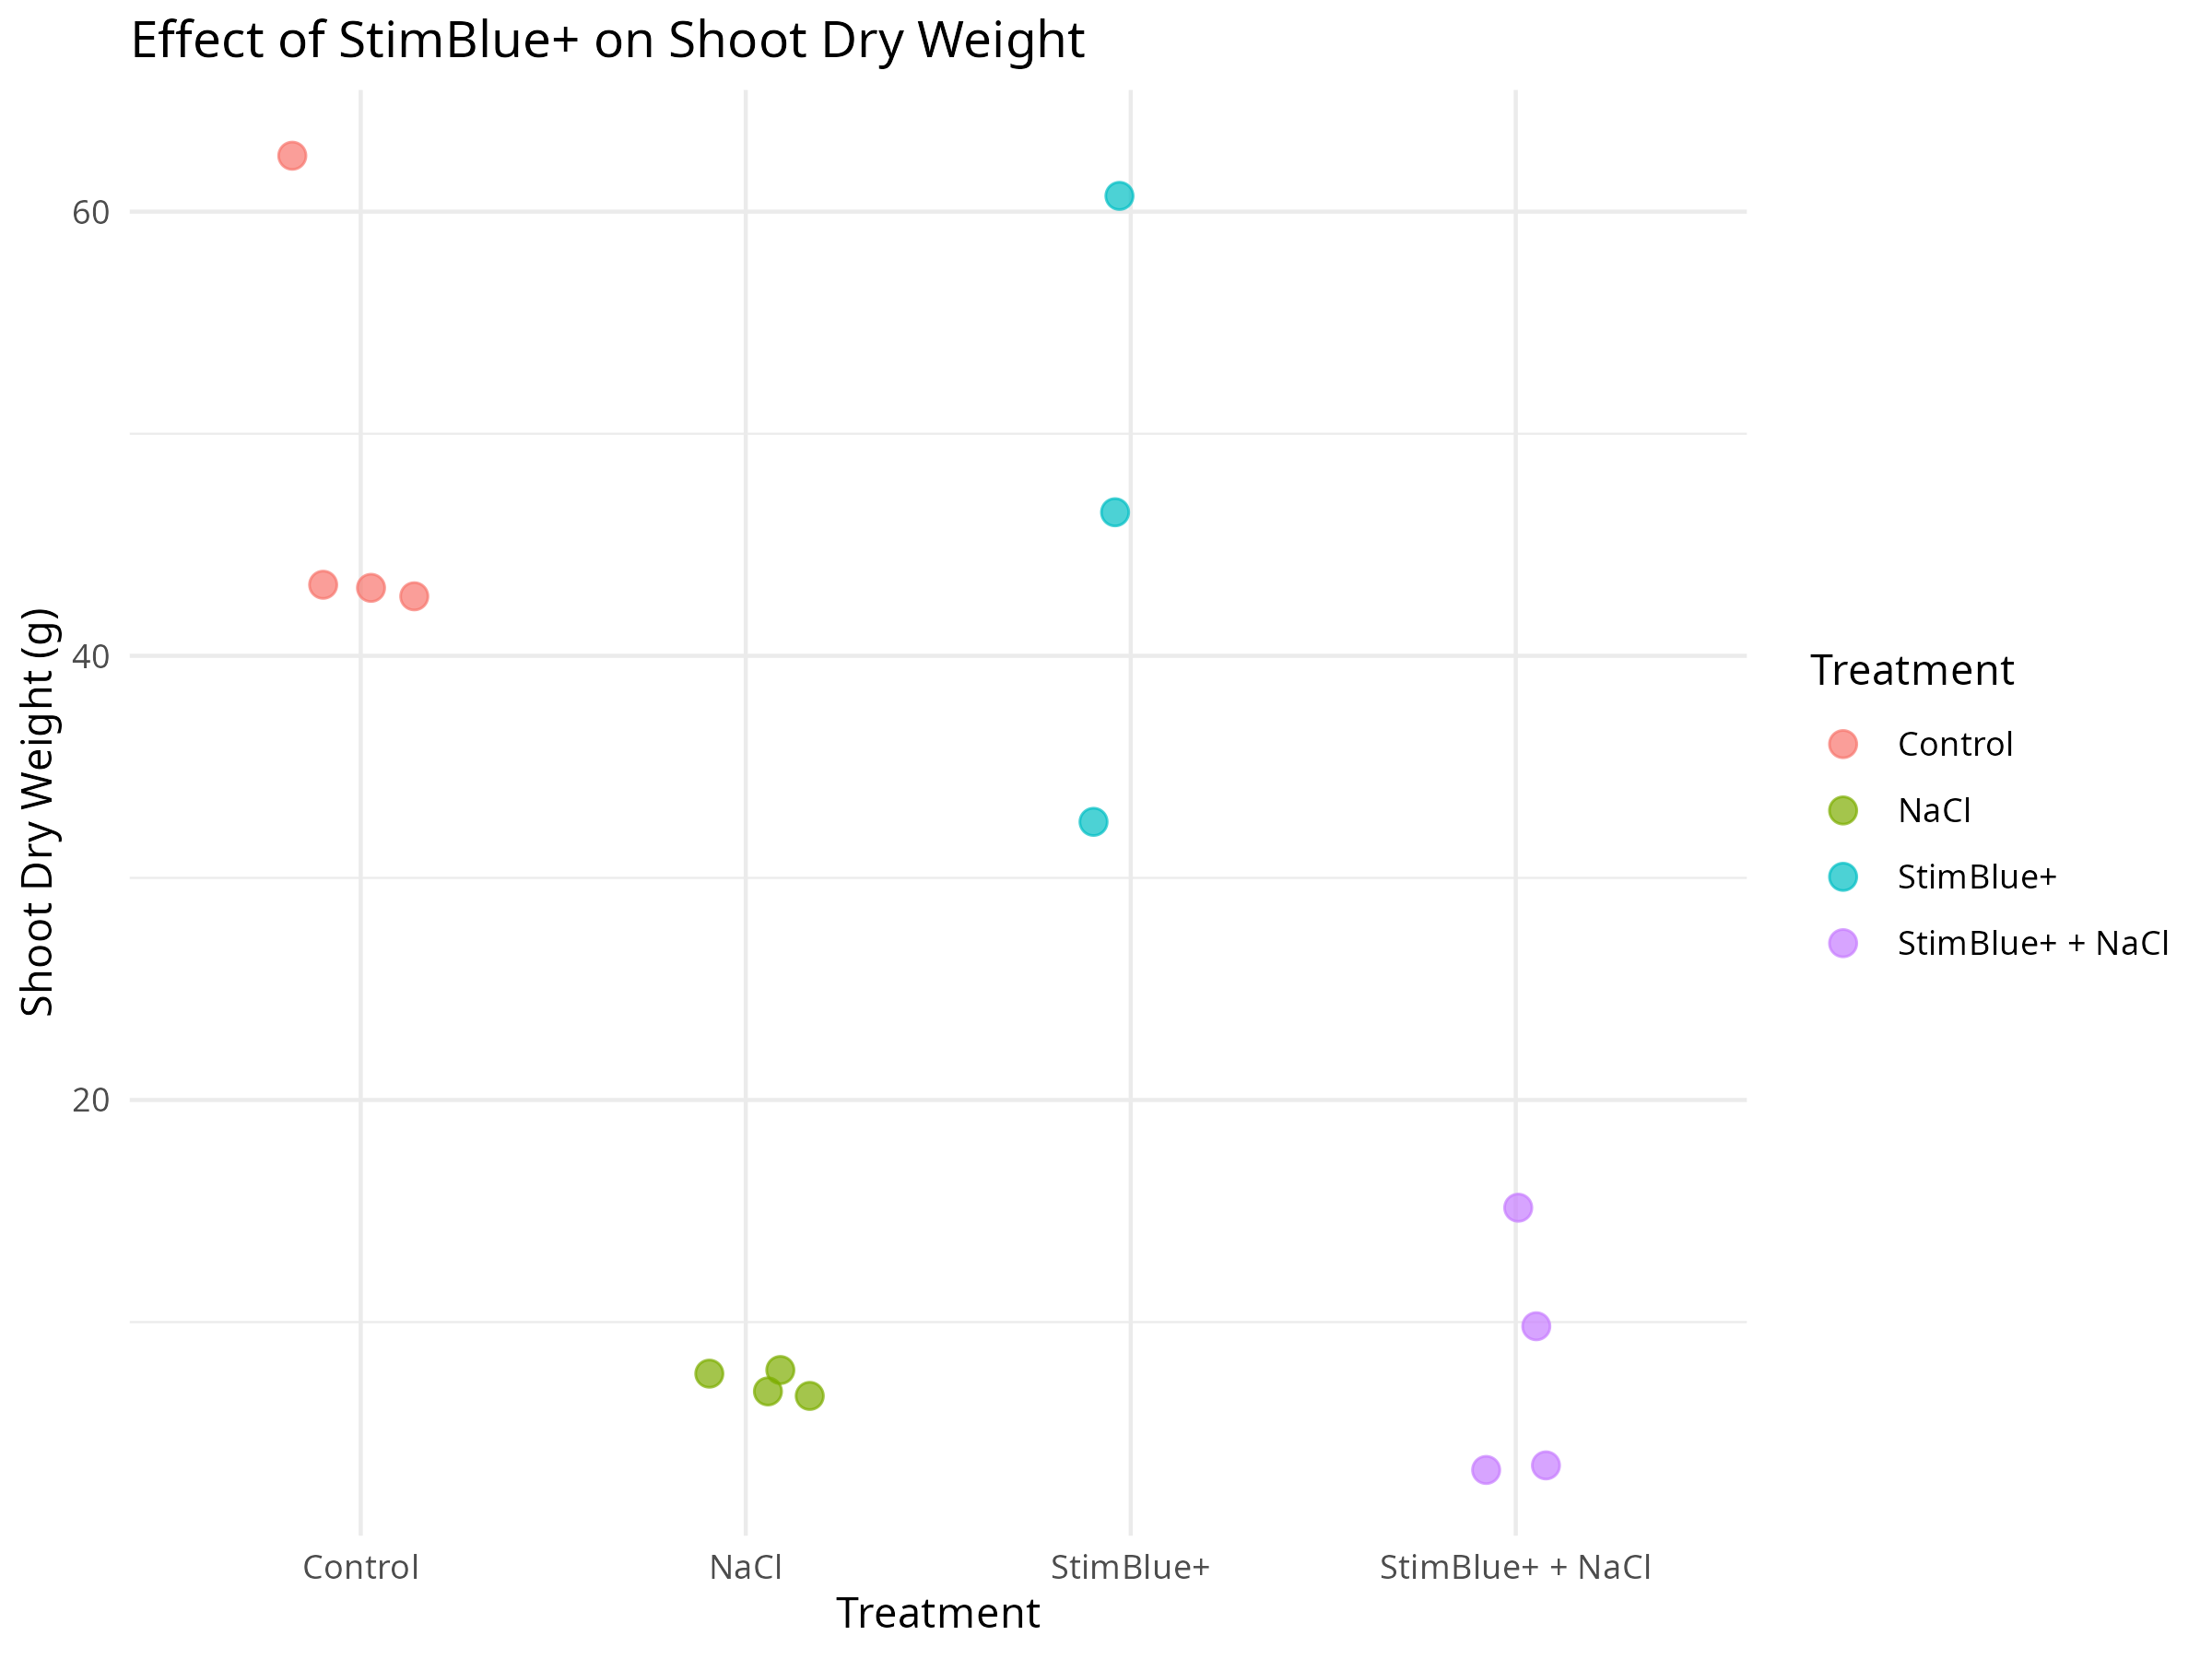 Effect of StimBlue+ on Shoot Dry Weight
Shoot Dry Weight (g)
60
40
20
Control
NaCl
StimBlue+
StimBlue+ + NaCl
Treatment
Treatment
Control
NaCl
StimBlue+
StimBlue+ + NaCl